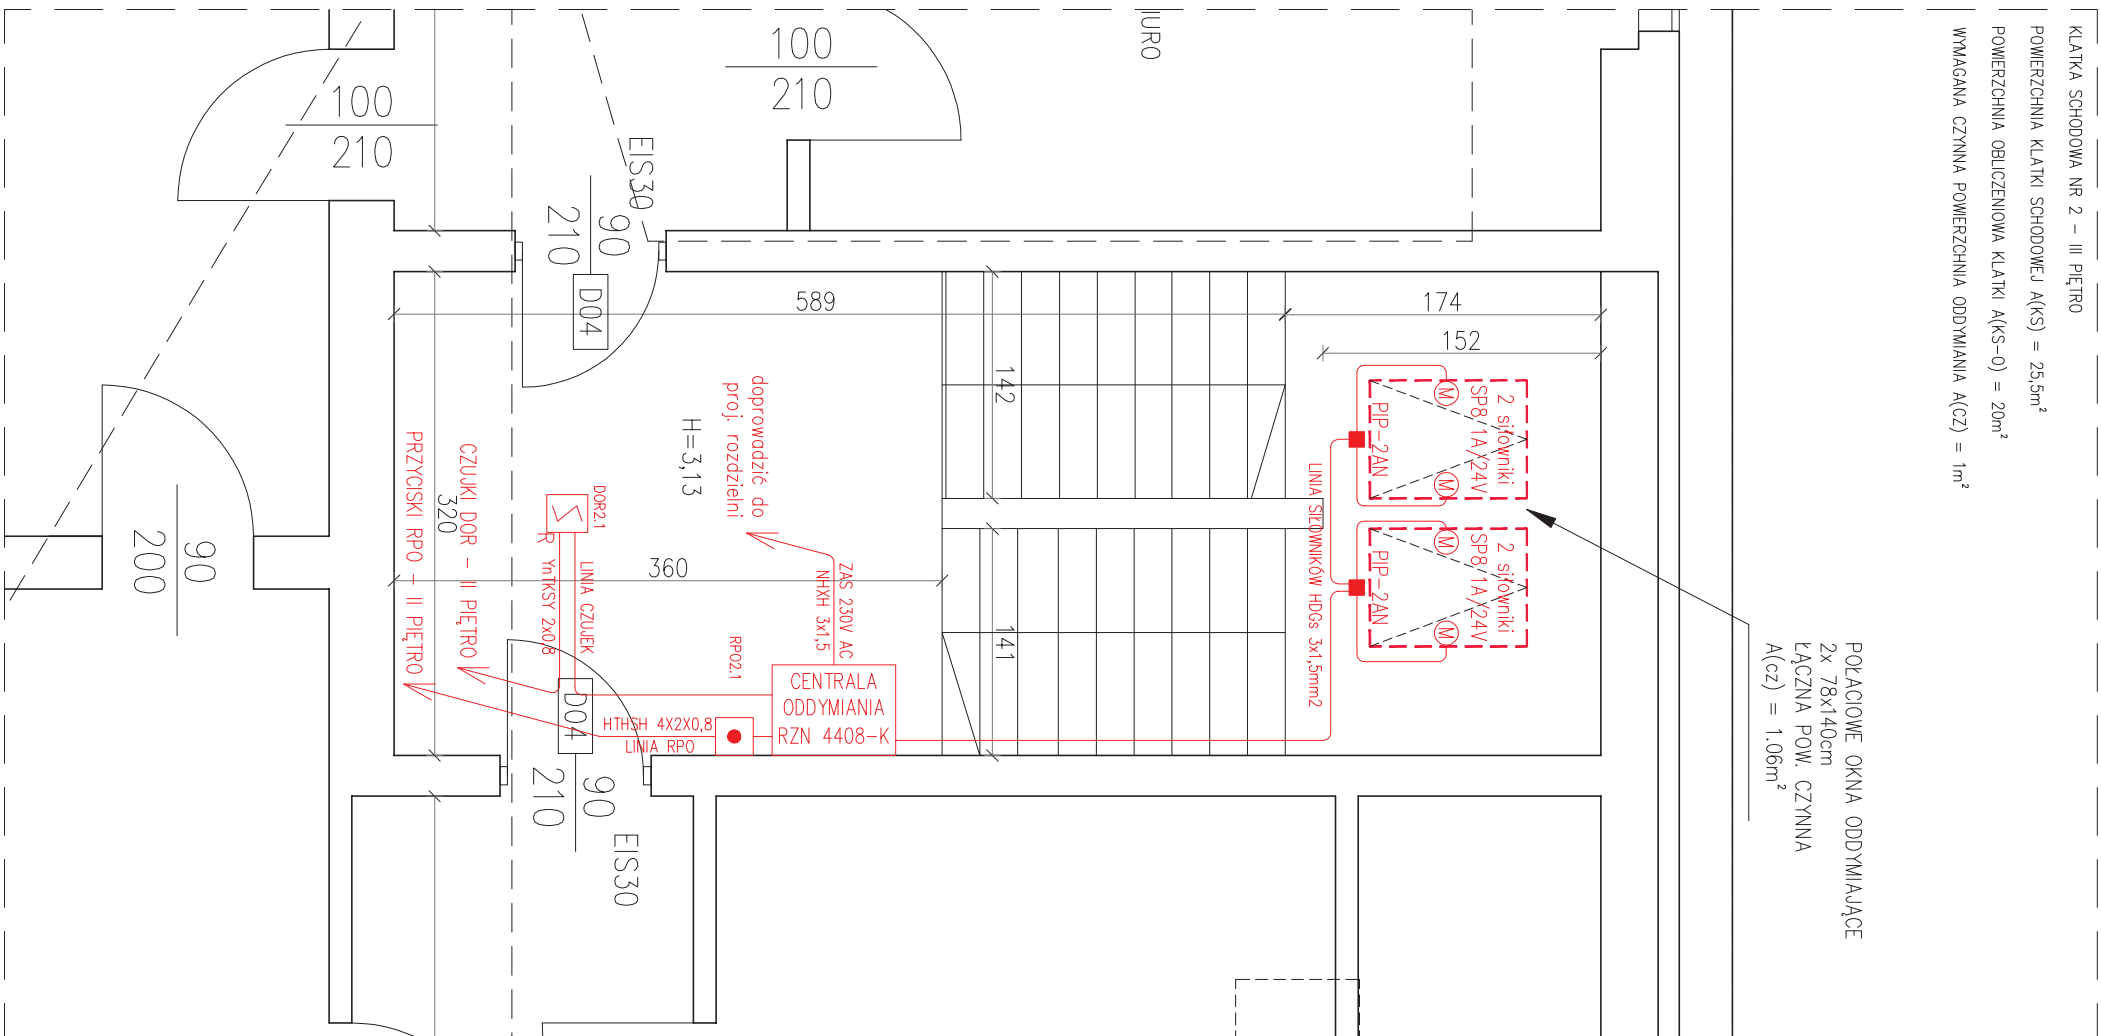 KLATKA SCHODOWA NR 2 - III PIĘTRO
POWIERZCHNIA KLATKI SCHODOWEJ A(KS) = 25,5m²
POWIERZCHNIA OBLICZENIOWA KLATKI A(KS-O) = 20m²
WYMAGANA CZYNNA POWIERZCHNIA ODDYMIANIA A(CZ) = 1m²
POŁACIOWE OKNA ODDYMIAJĄCE
2x 78x140cm
ŁĄCZNA POW. CZYNNA
A(cz) = 1.06m²
IURO
100
210
100
210
EIS30
90
210
D04
589
174
152
142
141
2 siłowniki
SP8 1A/24V
M
M
PIP-2AN
2 siłowniki
SP8 1A/24V
M
M
PIP-2AN
LINIA SIŁOWNIKÓW HDGs 3x1,5mm2
doprowadzić do
proj. rozdzielni
H=3,13
360
320
ZAS 230V AC
NHXH 3x1,5
DOR2.1
LINIA CZUJEK
R YnTKSY 2x0,8
CZUJKI DOR - II PIĘTRO
PRZYCISKI RPO - II PIĘTRO
RPO2.1
CENTRALA
ODDYMIANIA
RZN 4408-K
HTHSH 4X2X0,8
LINIA RPO
D04
90
210
EIS30
90
200